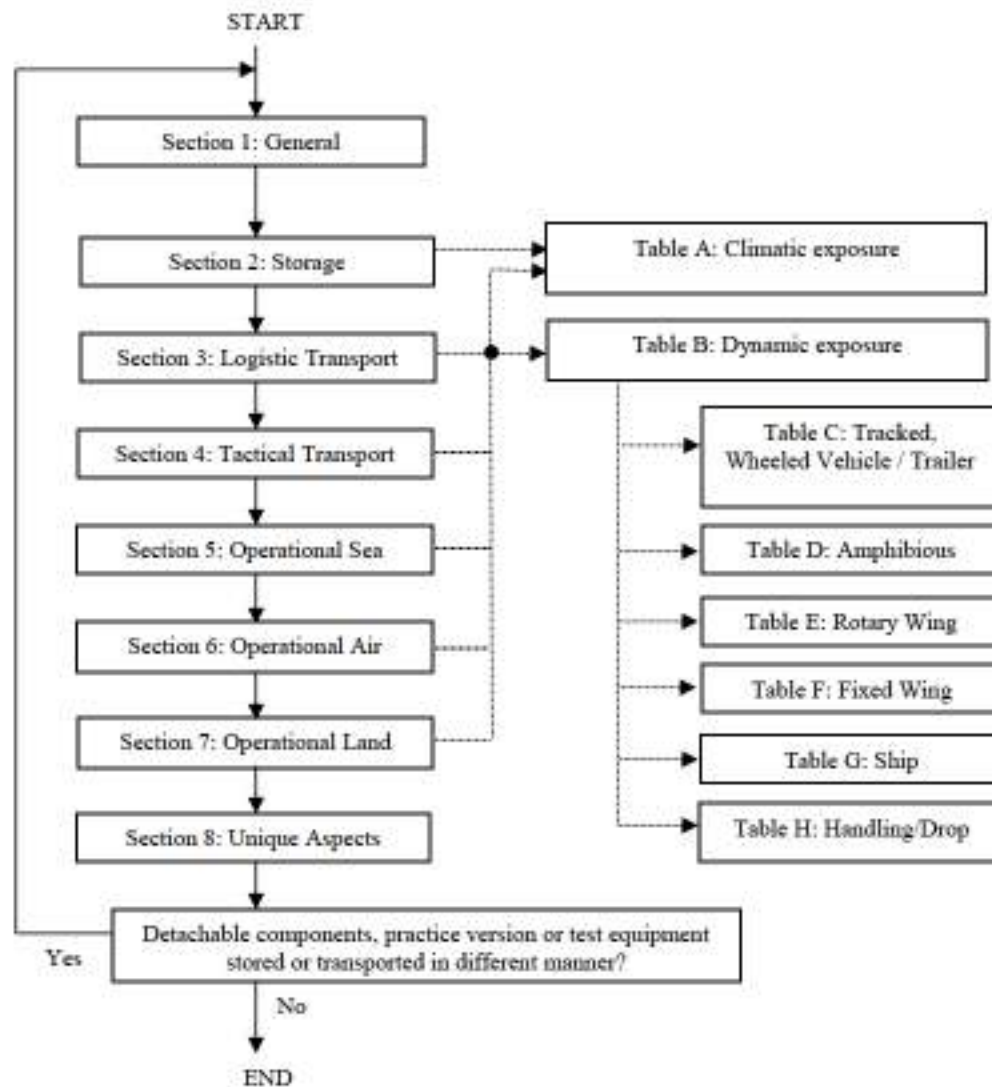 START
Section 1: General
Section 2: Storage
Table A: Climatic exposure
Section 3: Logistic Transport
Table B: Dynamic exposure
Section 4: Tactical Transport
Table C: Tracked,
Wheeled Vehicle / Trailer
Section 5: Operational Sea
Table D: Amphibious
Section 6: Operational Air
Table E: Rotary Wing
Table F: Fixed Wing
Section 7: Operational Land
Table G: Ship
Section 8: Unique Aspects
Table H: Handling/Drop
Detachable components, practice version or test equipment
stored or transported in different manner?
Yes
No
END